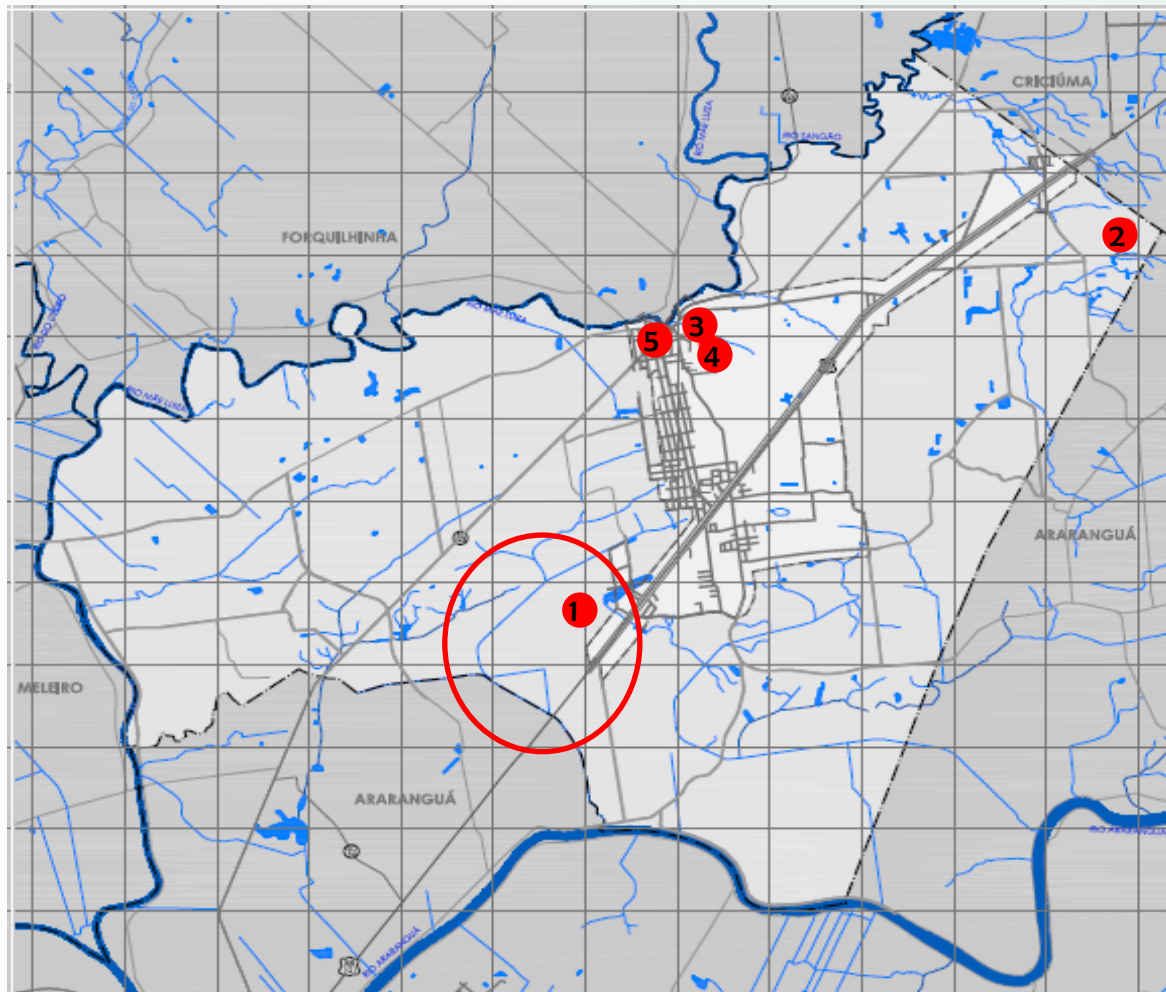 CRICIÚMA
RIO MÃE LUZIA
RIO SANGÃO
FORQUILHINHA
2
RIO MÃE LUZIA
3
5
4
RIO MÃE LUZIA
ARARANGUÁ
1
MELEIRO
ARARANGUÁ
RIO ARARANGUÁ
RIO ARARANGUÁ